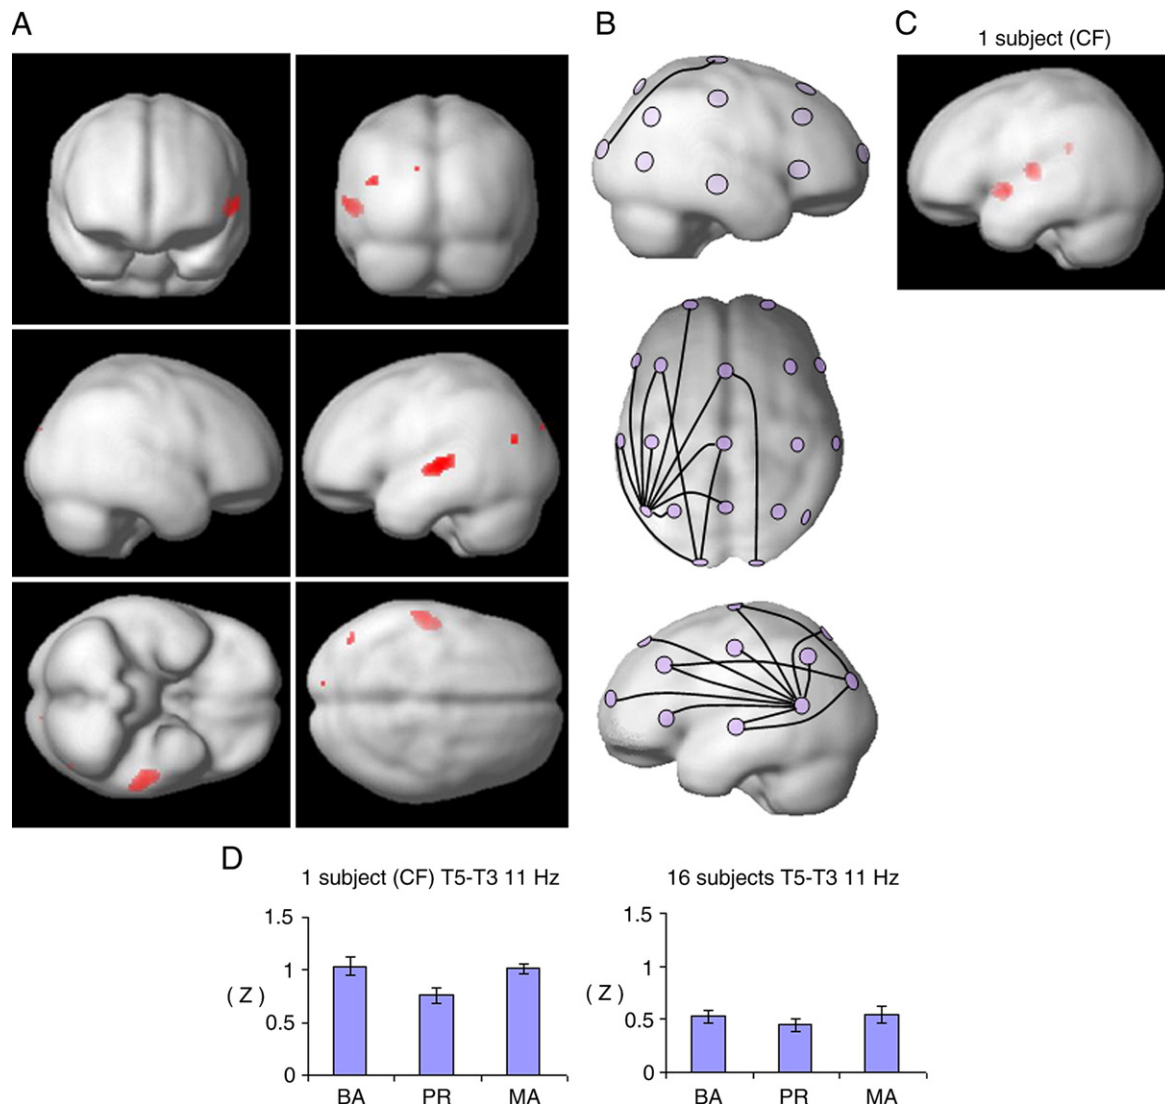 A
B
C
1 subject (CF)
D
1 subject (CF) T5-T3 11 Hz
1.5
1
( Z )
0.5
0
BA PR MA
16 subjects T5-T3 11 Hz
1.5
1
( Z )
0.5
0
BA PR MA